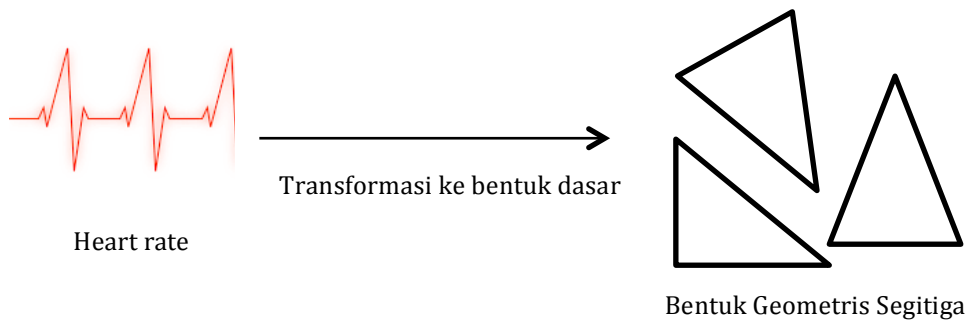 Transformasi ke bentuk dasar
Heart rate
Bentuk Geometris Segitiga